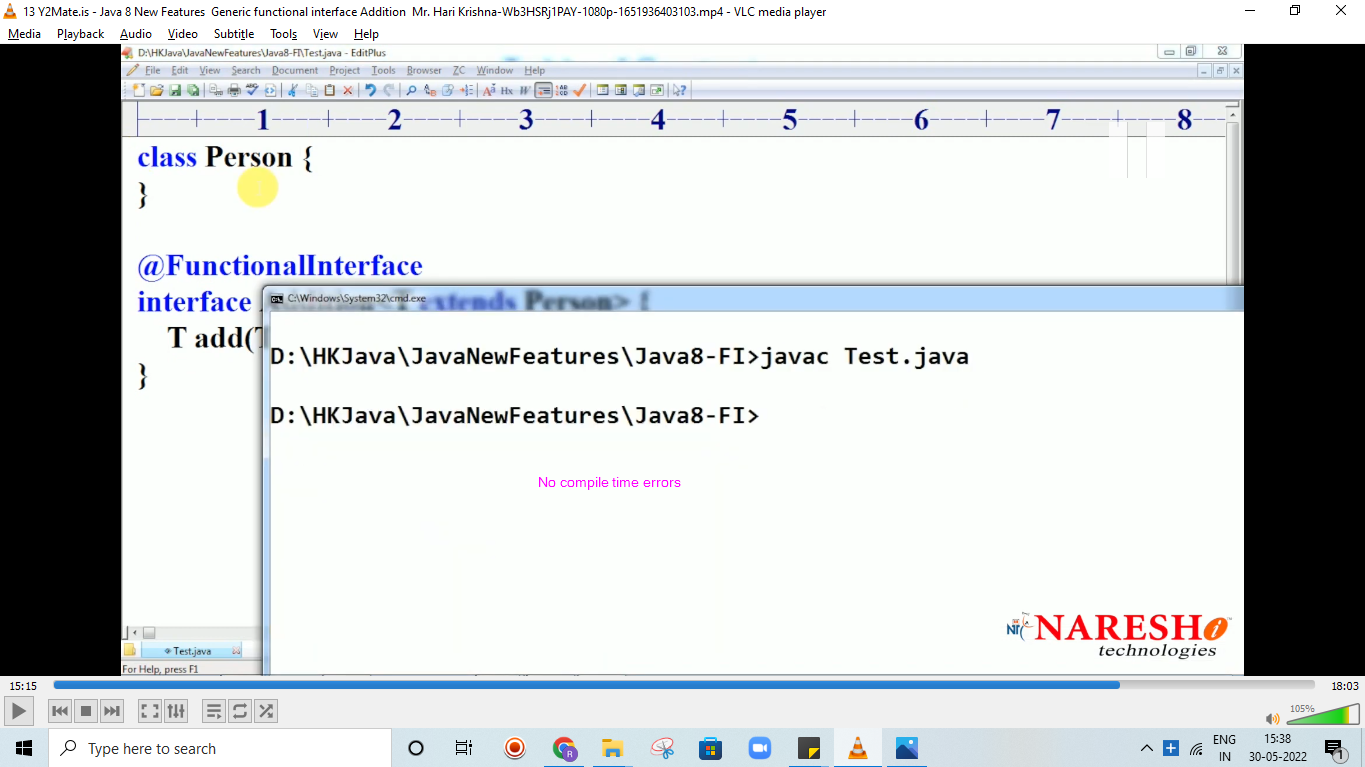 13 Y2Mate.is - Java 8 New Features  Generic functional interface Addition  Mr. Hari Krishna-Wb3HSRj1PAY-1080p-1651936403103.mp4 - VLC media player
Media Playback Audio Video Subtitle Tools View Help
D:\HKJava\JavaNewFeatures\Java8-FI\Test.java - EditPlus
File Edit View Search Document Project Tools Browser ZC Window Help
1 2 3 4 5 6 7 8
class Person {
}
@FunctionalInterface
interface Addition<T extends Person> {
T add(T
}
C:\Windows\System32\cmd.exe
D:\HKJava\JavaNewFeatures\Java8-FI>javac Test.java
D:\HKJava\JavaNewFeatures\Java8-FI>
No compile time errors
NARESH i
technologies
Test.java
For Help, press F1
15:15
18:03
105%
Type here to search
ENG
IN
15:38
30-05-2022
1